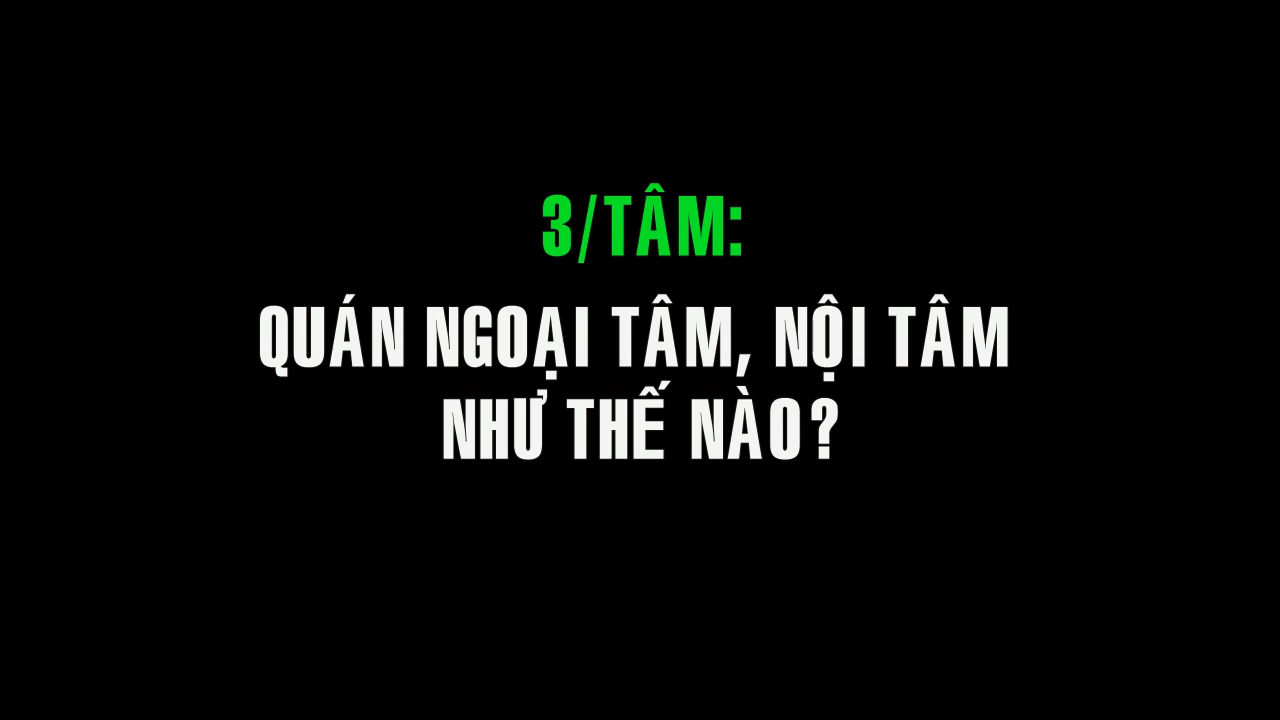 3/TÂM:
QUÁN NGOẠI TÂM, NỘI TÂM
NHƯ THẾ NÀO?